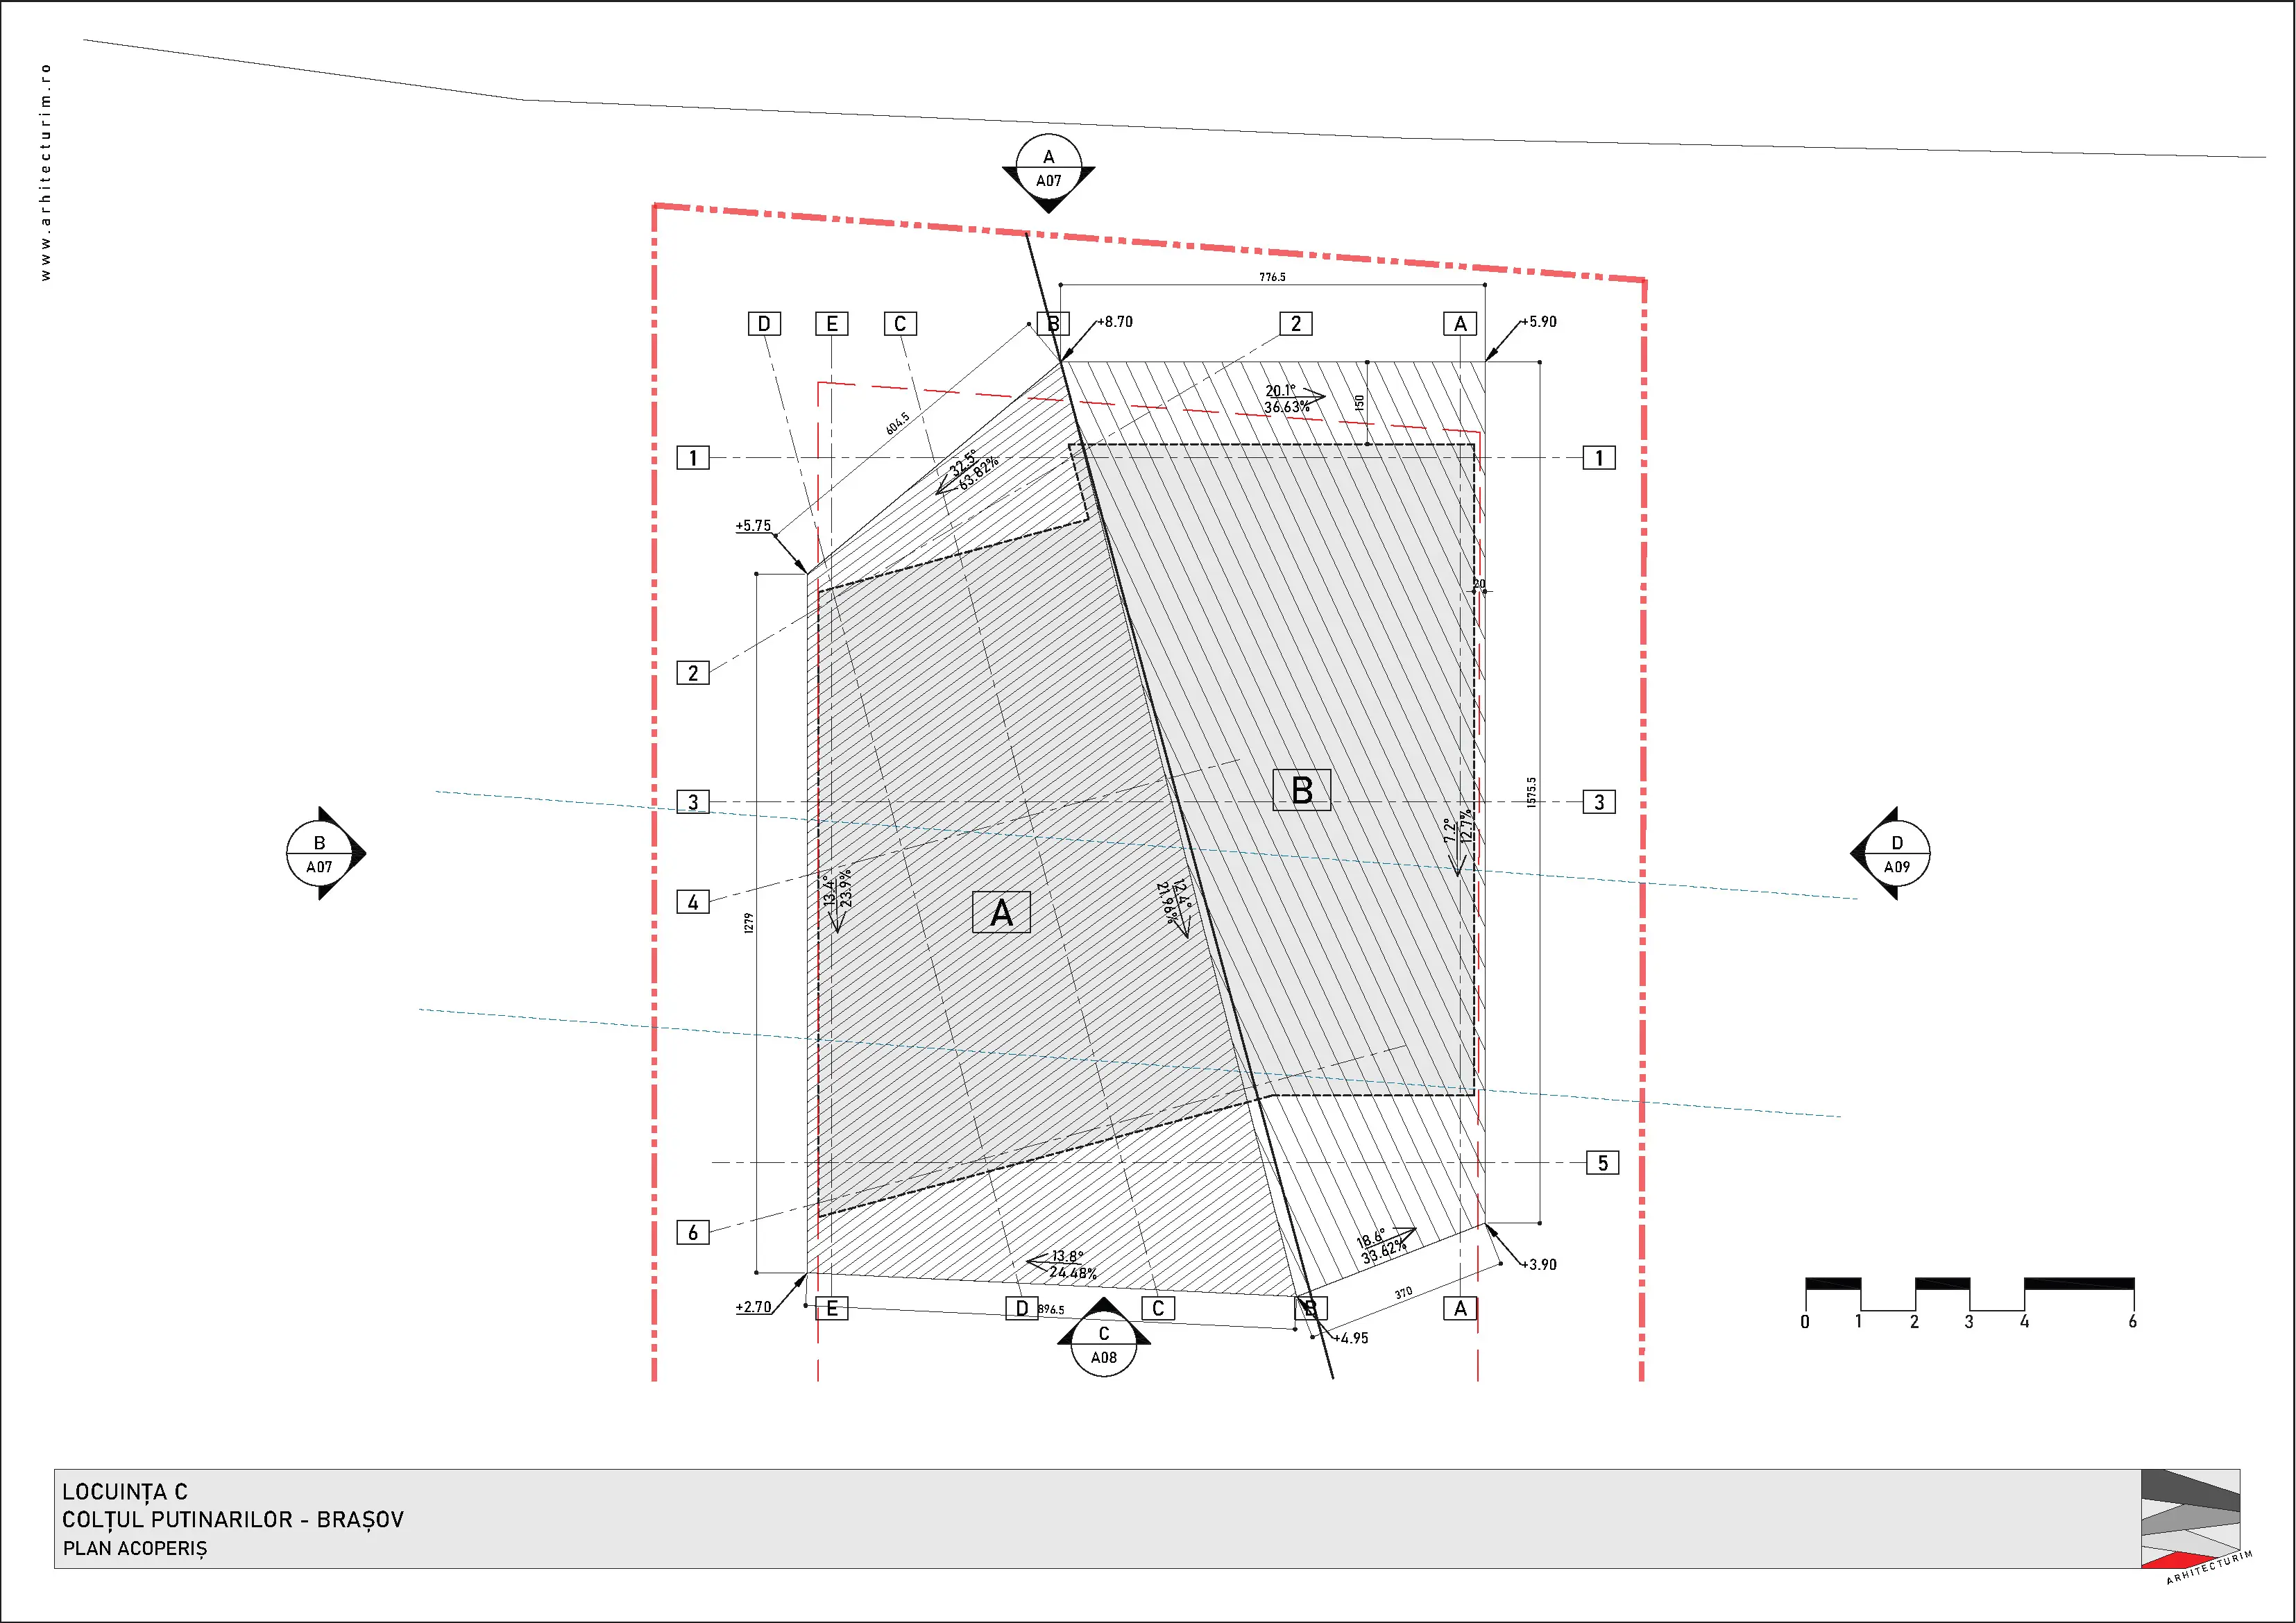 www.arhitecturim.ro
A
A07
776.5
D
E
C
B
+8.70
2
A
+5.90
20.1°
36.63%
150
604.5
1
32.5°
63.82%
1
+5.75
20
2
3
B
3
1575.5
7.2°
12.7%
B
A07
D
A09
4
13.4°
23.9%
A
12.4°
21.96%
1279
5
6
18.6°
33.62%
13.8°
24.48%
+3.90
370
+2.70
E
D
896.5
C
B
A
+4.95
C
A08
0 1 2 3 4 6
LOCUINȚA C
COLȚUL PUTINARILOR - BRAȘOV
PLAN ACOPERIȘ
ARHITECTURIM